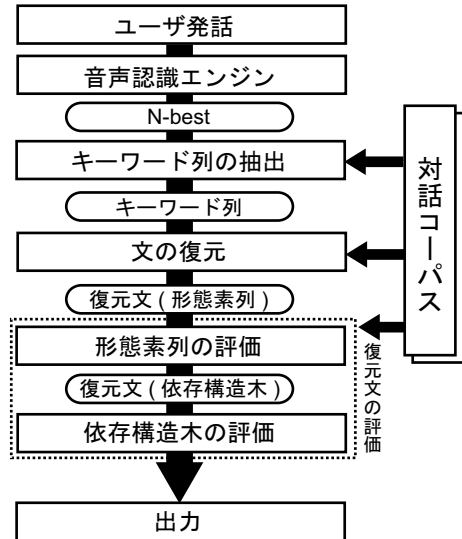 ユーザ発話
音声認識エンジン
N-best
キーワード列の抽出
キーワード列
文の復元
復元文 ( 形態素列 )
形態素列の評価
復元文 ( 依存構造木 )
依存構造木の評価
出力
対話コーパス
復元文の評価